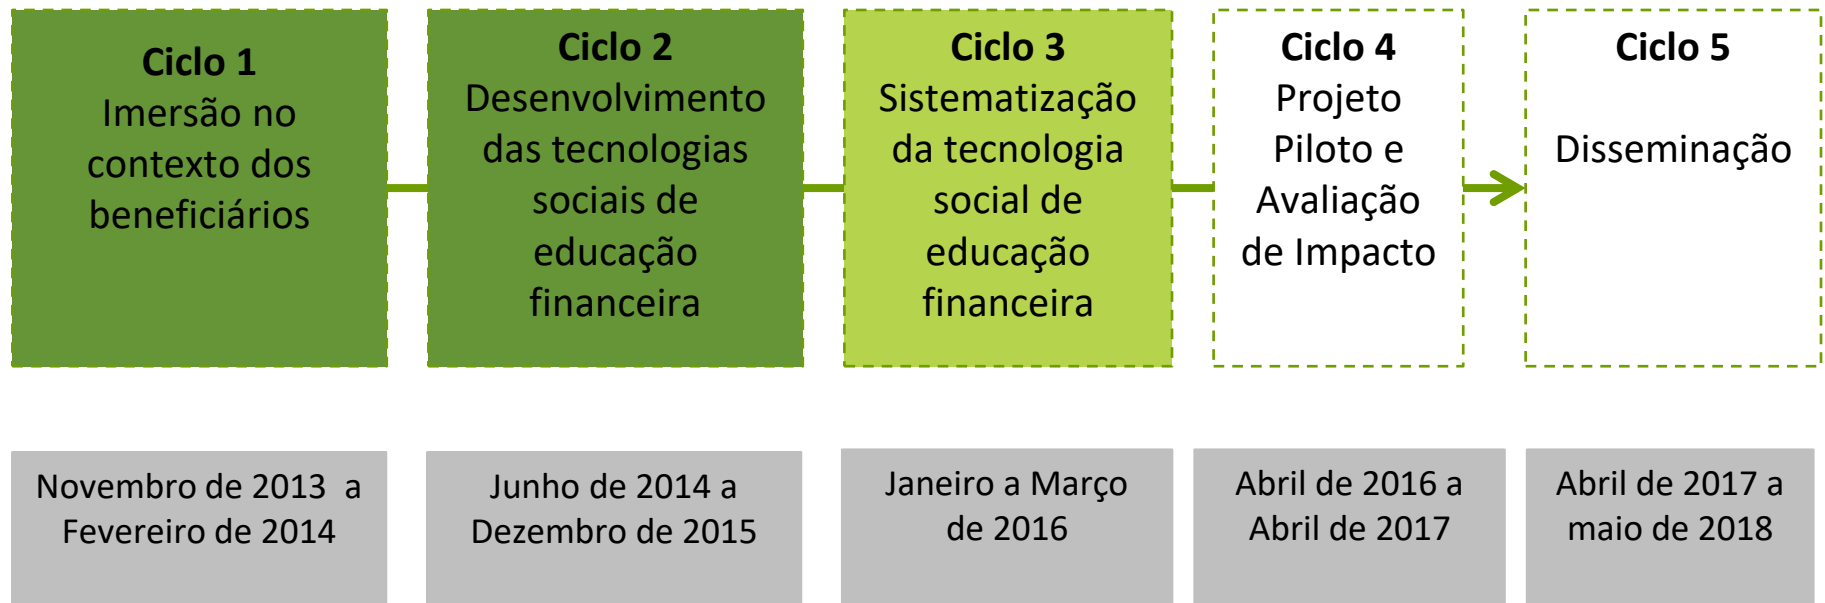 Ciclo 1
Imersão no
contexto dos
beneficiários
Ciclo 2
Desenvolvimento
das tecnologias
sociais de
educação
financeira
Ciclo 3
Sistematização
da tecnologia
social de
educação
financeira
Ciclo 4
Projeto
Piloto e
Avaliação
de Impacto
Ciclo 5
Disseminação
Novembro de 2013 a
Fevereiro de 2014
Junho de 2014 a
Dezembro de 2015
Janeiro a Março
de 2016
Abril de 2016 a
Abril de 2017
Abril de 2017 a
maio de 2018